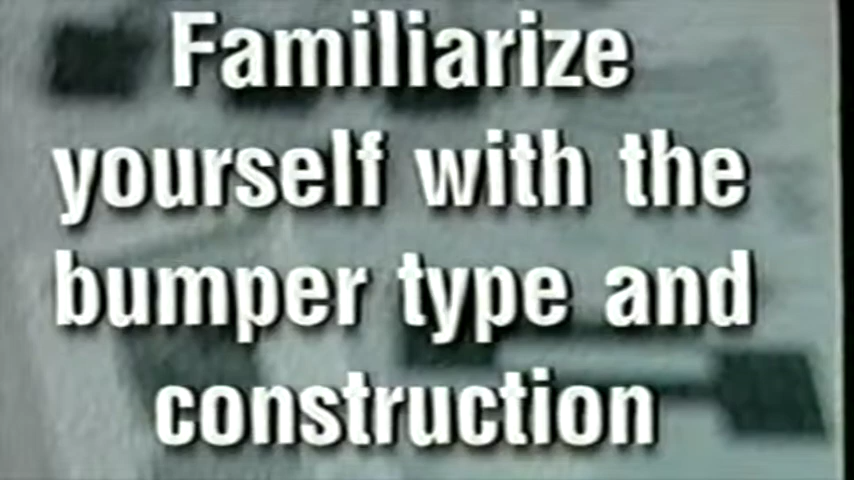 Familiarize
yourself with the
bumper type and
construction